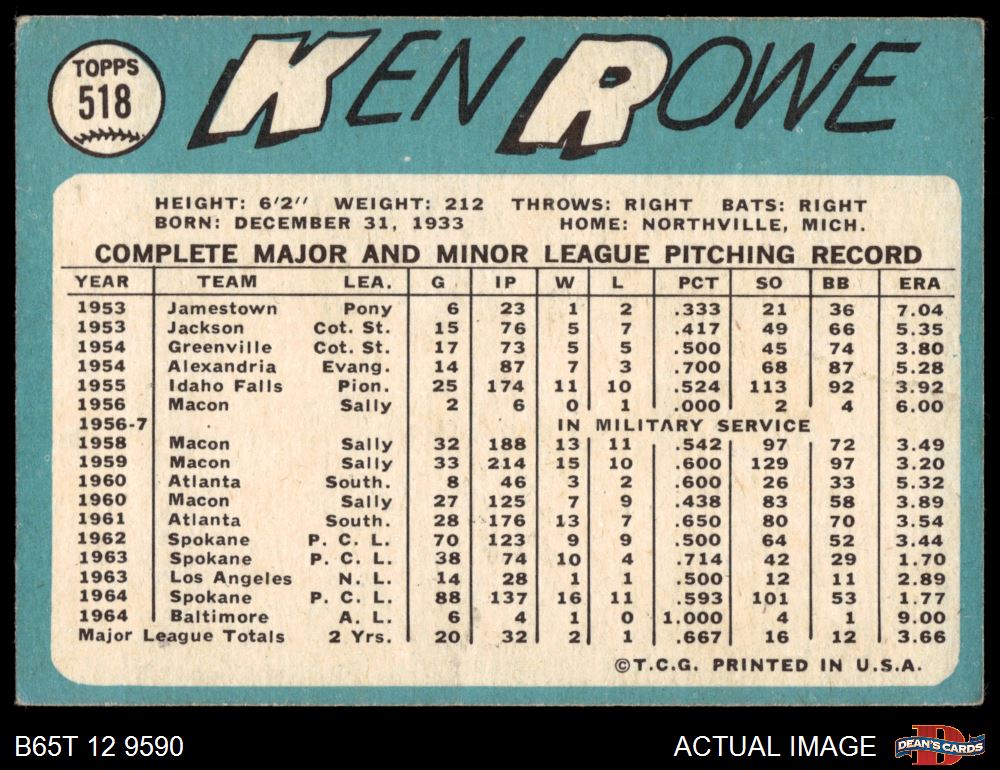 TOPPS
518
KEN ROWE
HEIGHT: 6'2" WEIGHT: 212 THROWS: RIGHT BATS: RIGHT
BORN: DECEMBER 31, 1933 HOME: NORTHVILLE, MICH.
COMPLETE MAJOR AND MINOR LEAGUE PITCHING RECORD
YEAR TEAM LEA. G IP W L PCT SO BB ERA
1953 Jamestown Pony 6 23 1 2 .333 21 36 7.04
1953 Jackson Cot. St. 15 76 5 7 .417 49 66 5.35
1954 Greenville Cot. St. 17 73 5 5 .500 45 74 3.80
1954 Alexandria Evang. 14 87 7 3 .700 68 87 5.28
1955 Idaho Falls Pion. 25 174 11 10 .524 113 92 3.92
1956 Macon Sally 2 6 0 1 .000 2 4 6.00
1956-7 IN MILITARY SERVICE
1958 Macon Sally 32 188 13 11 .542 97 72 3.49
1959 Macon Sally 33 214 15 10 .600 129 97 3.20
1960 Atlanta South. 8 46 3 2 .600 26 33 5.32
1960 Macon Sally 27 125 7 9 .438 83 58 3.89
1961 Atlanta South. 28 176 13 7 .650 80 70 3.54
1962 Spokane P. C. L. 70 123 9 9 .500 64 52 3.44
1963 Spokane P. C. L. 38 74 10 4 .714 42 29 1.70
1963 Los Angeles N. L. 14 28 1 1 .500 12 11 2.89
1964 Spokane P. C. L. 88 137 16 11 .593 101 53 1.77
1964 Baltimore A. L. 6 4 1 0 1.000 4 1 9.00
Major League Totals 2 Yrs. 20 32 2 1 .667 16 12 3.66
©T.C.G. PRINTED IN U.S.A.
B65T 12 9590
ACTUAL IMAGE
DEAN'S CARDS